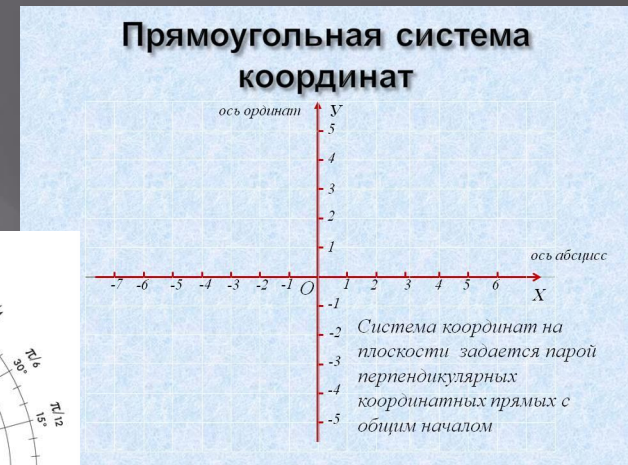 Прямоугольная система
координат
ось ординат
У
5
4
3
2
1
ось абсцисс
-7 -6 -5 -4 -3 -2 -1 О 1 2 3 4 5 6
Х
-1
-2
-3
-4
-5
Система координат на
плоскости задается парой
перпендикулярных
координатных прямых с
общим началом
π/6
30°
π/12
15°